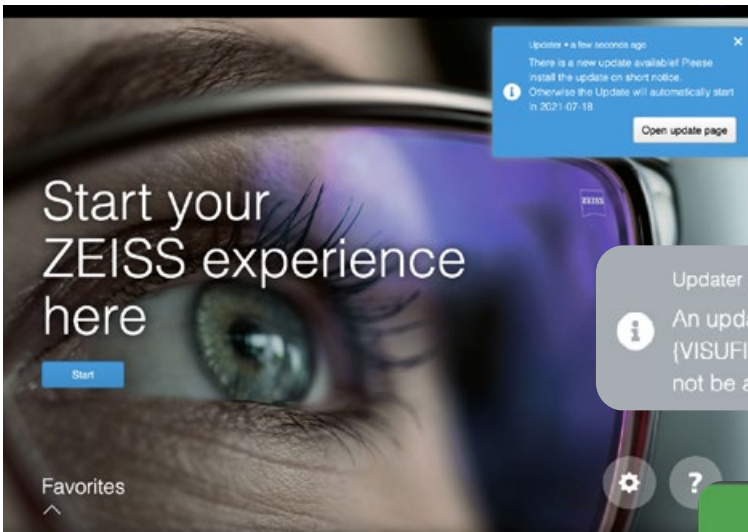 Updater • a few seconds ago
There is a new update available! Please
install the update on short notice.
Otherwise the Update will automatically start
in 2021-07-18
Open update page
ZEISS
Start your
ZEISS experience
here
Start
Updater
An upda
{VISUFI
not be a
Favorites
?